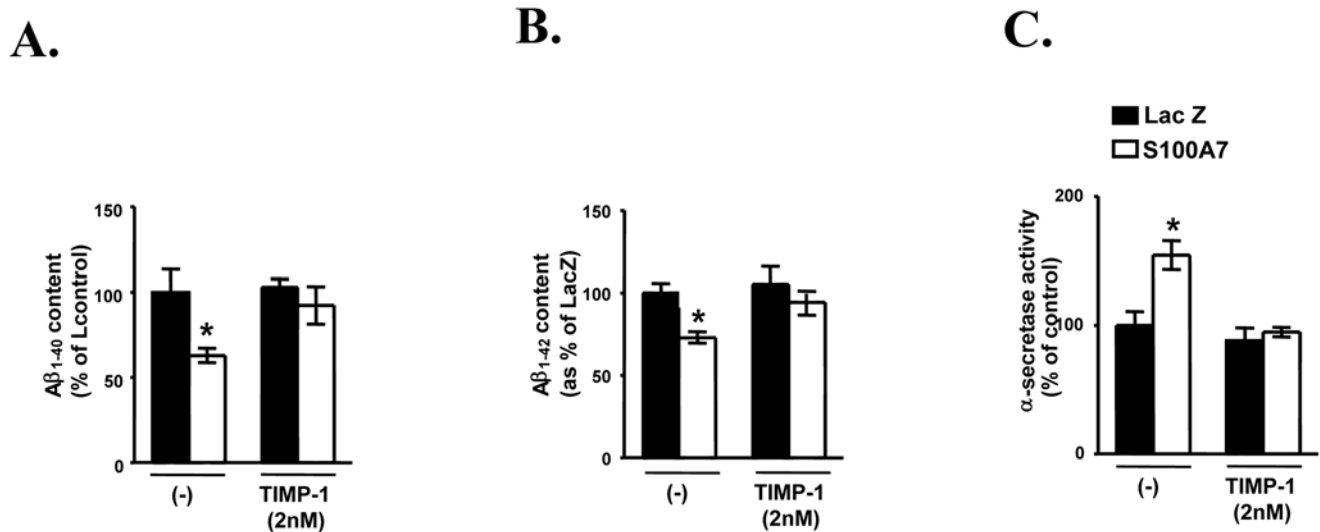 A.
Aβ1-40 content
(% of Lcontrol)
150
100
50
0
*
(-)
TIMP-1
(2nM)
B.
Aβ1-42 content
(as % of LacZ)
150
100
50
0
*
(-)
TIMP-1
(2nM)
C.
Lac Z
S100A7
α-secretase activity
(% of control)
200
100
0
*
(-)
TIMP-1
(2nM)